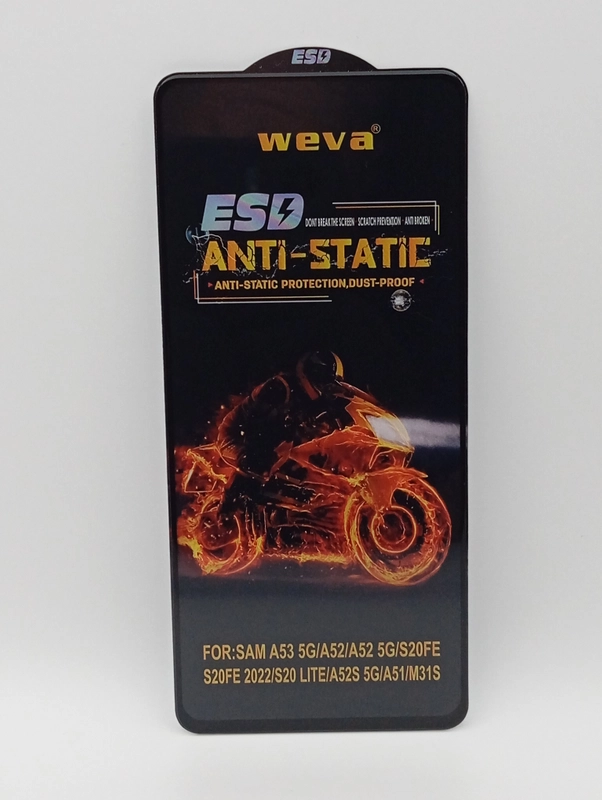 ESD
weva®
ESD DONT BREAK THE SCREEN · SCRATCH PREVENTION · ANTI BROKEN
ANTI-STATIC
ANTI-STATIC PROTECTION,DUST-PROOF
FOR:SAM A53 5G/A52/A52 5G/S20FE
S20FE 2022/S20 LITE/A52S 5G/A51/M31S